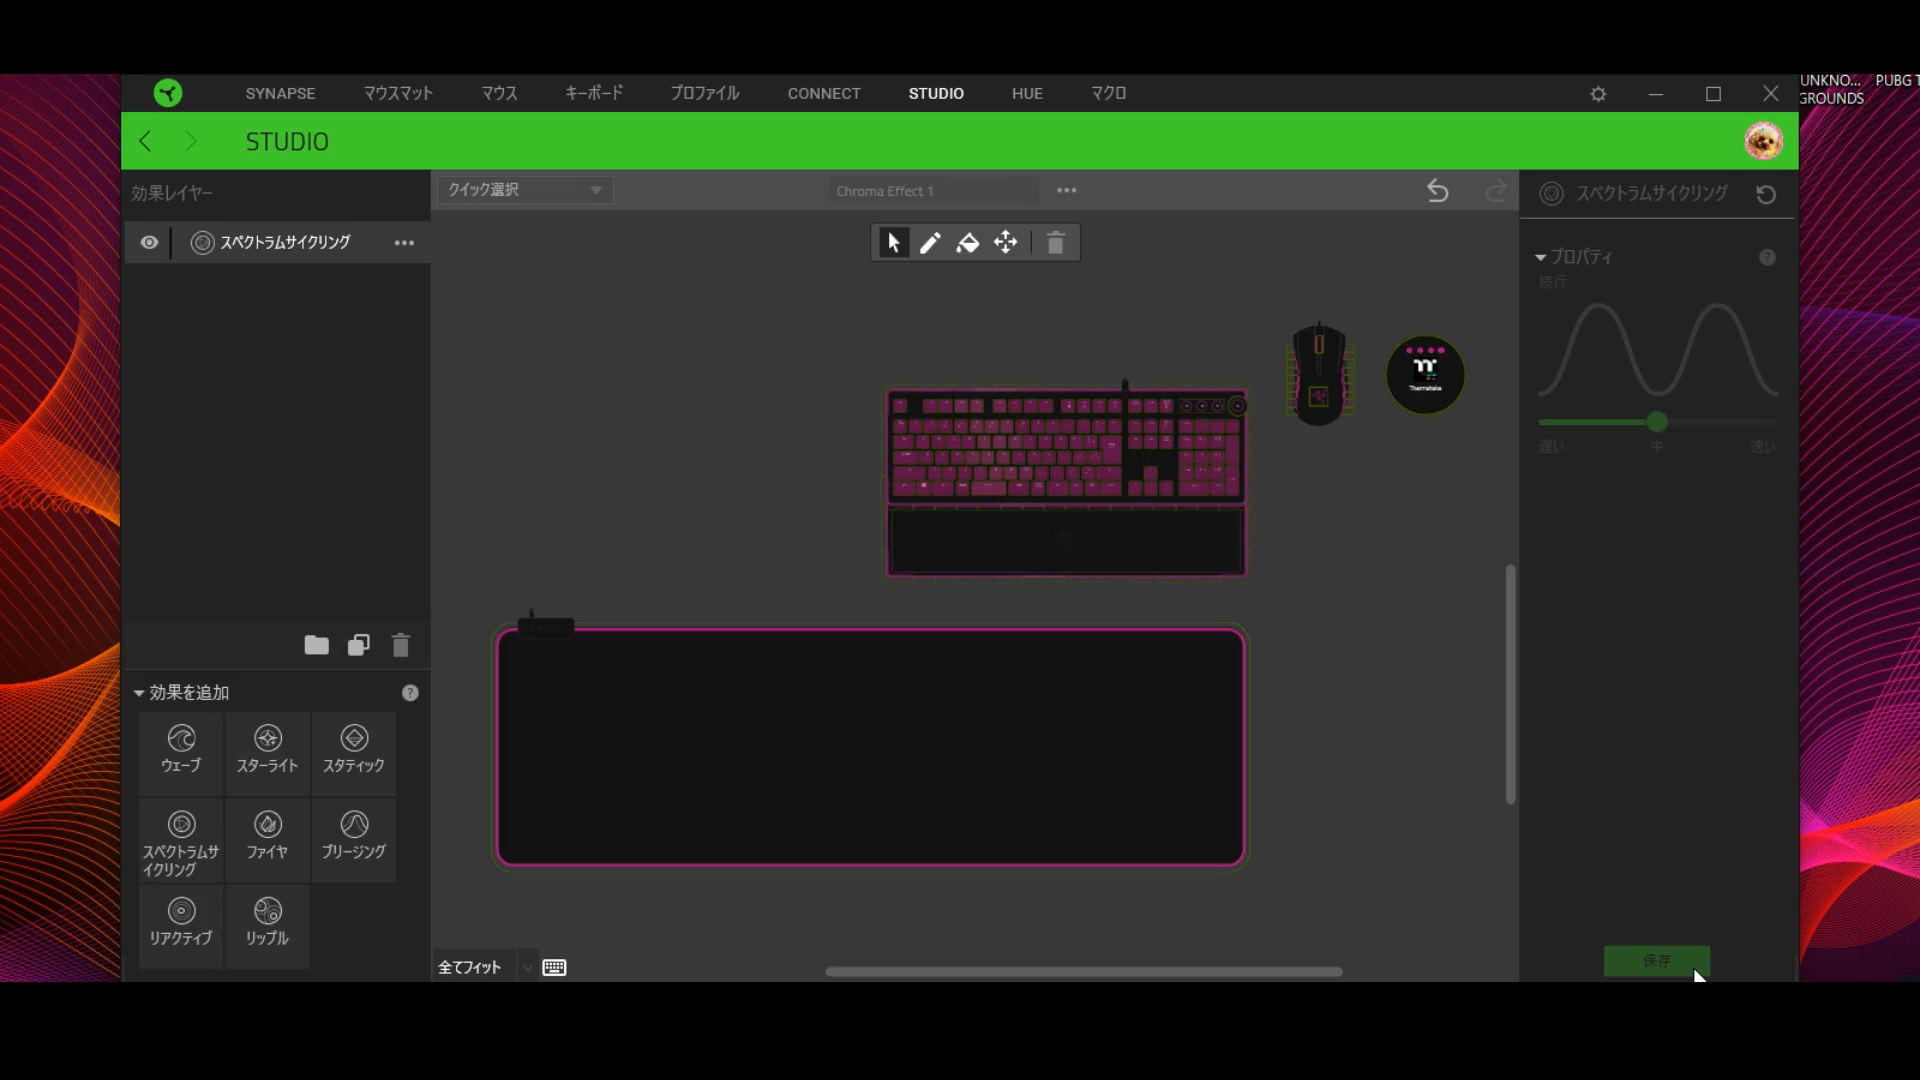 UNKNO... PUBG T
GROUNDS
SYNAPSE マウスマット マウス キーボード プロファイル CONNECT STUDIO HUE マクロ
STUDIO
効果レイヤー
クイック選択
Chroma Effect 1
スペクトラムサイクリング
スペクトラムサイクリング
プロパティ
続行
遅い 中 速い
Thermaltake
効果を追加
ウェーブ スターライト スタティック
スペクトラムサ
イクリング
ファイヤ ブリージング
リアクティブ リップル
全てフィット
保存